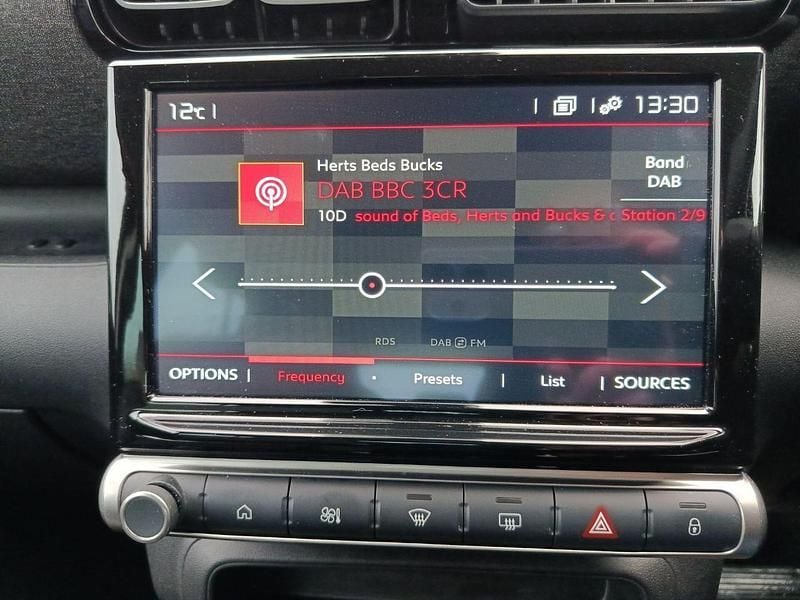 12°C 13:30
Herts Beds Bucks
Band
DAB BBC 3CR
DAB
10D sound of Beds, Herts and Bucks & c Station 2/9
RDS DAB FM
OPTIONS Frequency Presets List SOURCES